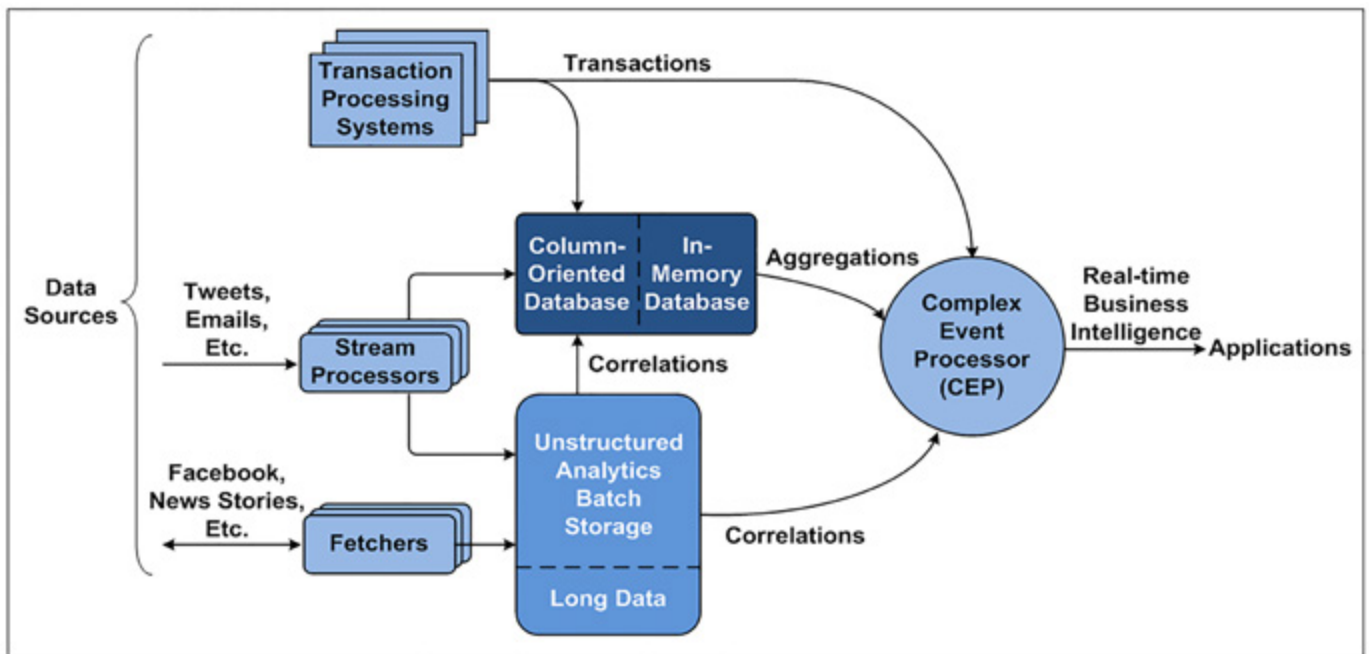 Transaction
Processing
Systems
Transactions
Column-
Oriented
Database
In-
Memory
Database
Aggregations
Complex
Event
Processor
(CEP)
Real-time
Business
Intelligence
Applications
Data
Sources
Tweets,
Emails,
Etc.
Stream
Processors
Correlations
Unstructured
Analytics
Batch
Storage
Long Data
Correlations
Facebook,
News Stories,
Etc.
Fetchers